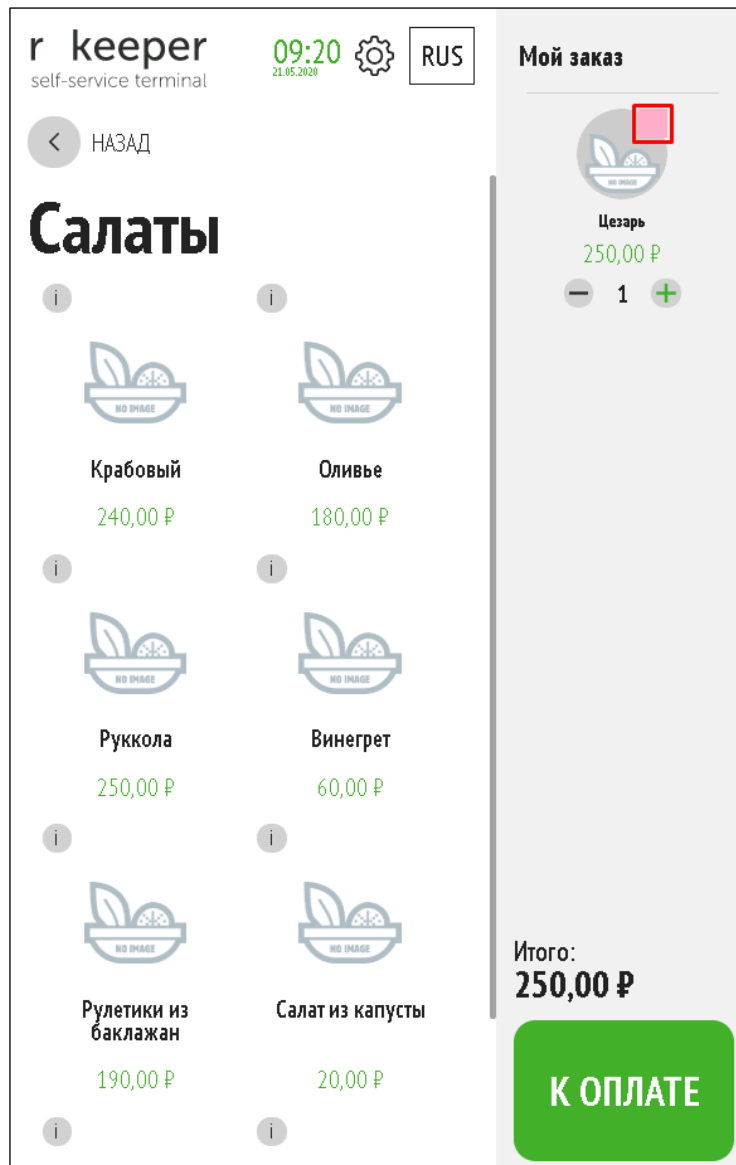 r keeper
self-service terminal
09:20
21.05.2020
RUS
НАЗАД
Салаты
i
i
NO IMAGE
NO IMAGE
Крабовый
Оливье
240,00 ₽
180,00 ₽
i
i
NO IMAGE
NO IMAGE
Руккола
Винегрет
250,00 ₽
60,00 ₽
i
i
NO IMAGE
NO IMAGE
Рулетики из
баклажан
Салат из капусты
190,00 ₽
20,00 ₽
i
i
Мой заказ
NO IMAGE
Цезарь
250,00 ₽
− 1 +
Итого:
250,00 ₽
К ОПЛАТЕ